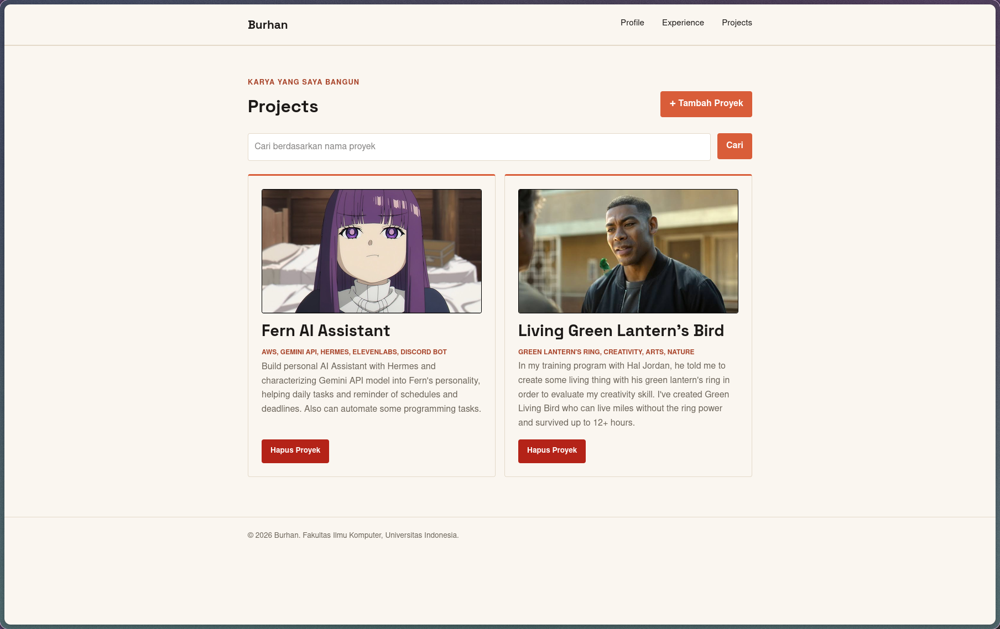 Burhan
Profile Experience Projects
KARYA YANG SAYA BANGUN
Projects
+ Tambah Proyek
Cari berdasarkan nama proyek
Cari
Fern AI Assistant
AWS, GEMINI API, HERMES, ELEVENLABS, DISCORD BOT
Build personal AI Assistant with Hermes and
characterizing Gemini API model into Fern's personality,
helping daily tasks and reminder of schedules and
deadlines. Also can automate some programming tasks.
Hapus Proyek
Living Green Lantern's Bird
GREEN LANTERN'S RING, CREATIVITY, ARTS, NATURE
In my training program with Hal Jordan, he told me to
create some living thing with his green lantern's ring in
order to evaluate my creativity skill. I've created Green
Living Bird who can live miles without the ring power
and survived up to 12+ hours.
Hapus Proyek
© 2026 Burhan. Fakultas Ilmu Komputer, Universitas Indonesia.